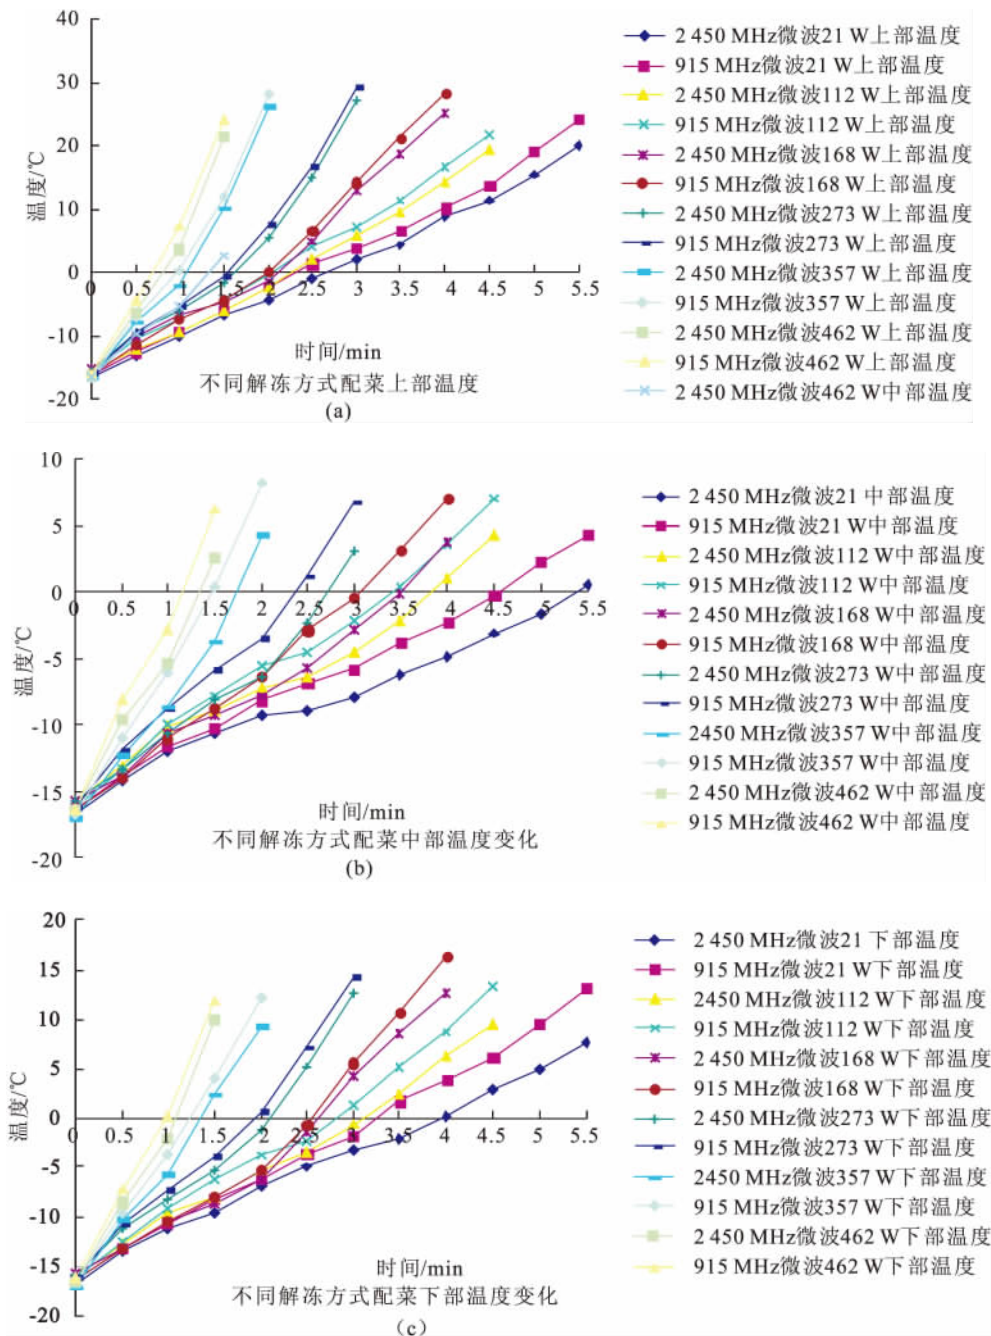 40
30
20
10
0
-10
-20
温度/℃
0 0.5 1 1.5 2 2.5 3 3.5 4 4.5 5 5.5
时间/min
不同解冻方式配菜上部温度
(a)
2 450 MHz微波21 W上部温度
915 MHz微波21 W上部温度
2 450 MHz微波112 W上部温度
915 MHz微波112 W上部温度
2 450 MHz微波168 W上部温度
915 MHz微波168 W上部温度
2 450 MHz微波273 W上部温度
915 MHz微波273 W上部温度
2 450 MHz微波357 W上部温度
915 MHz微波357 W上部温度
2 450 MHz微波462 W上部温度
915 MHz微波462 W上部温度
2 450 MHz微波462 W中部温度
10
5
0
-5
-10
-15
-20
温度/℃
0 0.5 1 1.5 2 2.5 3 3.5 4 4.5 5 5.5
时间/min
不同解冻方式配菜中部温度变化
(b)
2 450 MHz微波21 中部温度
915 MHz微波21 W中部温度
2 450 MHz微波112 W中部温度
915 MHz微波112 W中部温度
2 450 MHz微波168 W中部温度
915 MHz微波168 W中部温度
2 450 MHz微波273 W中部温度
915 MHz微波273 W中部温度
2450 MHz微波357 W中部温度
915 MHz微波357 W中部温度
2 450 MHz微波462 W中部温度
915 MHz微波462 W中部温度
20
15
10
5
0
-5
-10
-15
-20
温度/℃
0 0.5 1 1.5 2 2.5 3 3.5 4 4.5 5 5.5
时间/min
不同解冻方式配菜下部温度变化
（c）
2 450 MHz微波21 下部温度
915 MHz微波21 W下部温度
2450 MHz微波112 W下部温度
915 MHz微波112 W下部温度
2 450 MHz微波168 W下部温度
915 MHz微波168 W下部温度
2 450 MHz微波273 W下部温度
915 MHz微波273 W下部温度
2450 MHz微波357 W下部温度
915 MHz微波357 W下部温度
2 450 MHz微波462 W下部温度
915 MHz微波462 W下部温度